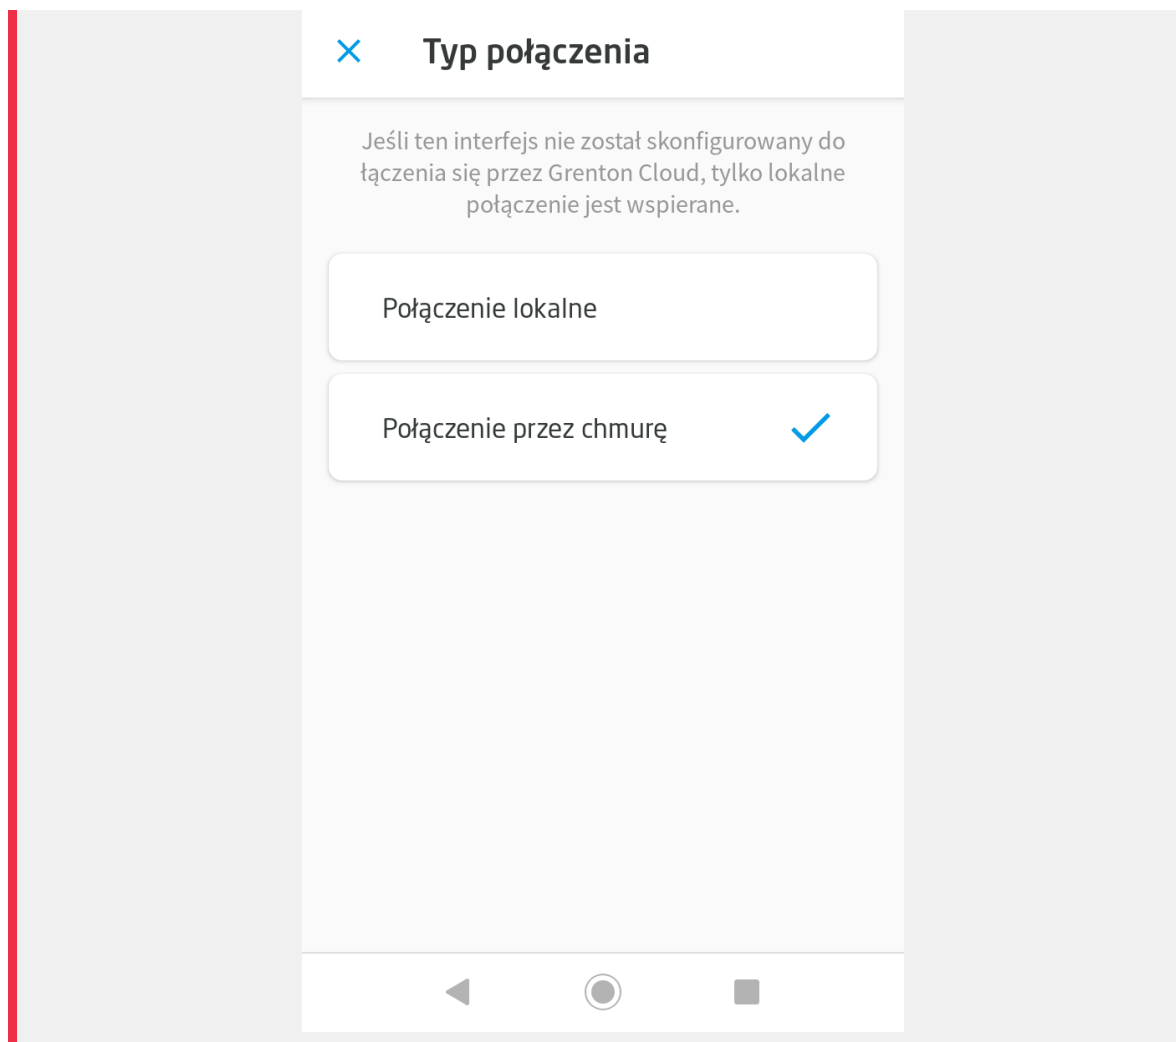 Typ połączenia
Jeśli ten interfejs nie został skonfigurowany do
łączenia się przez Grenton Cloud, tylko lokalne
połączenie jest wspierane.
Połączenie lokalne
Połączenie przez chmurę